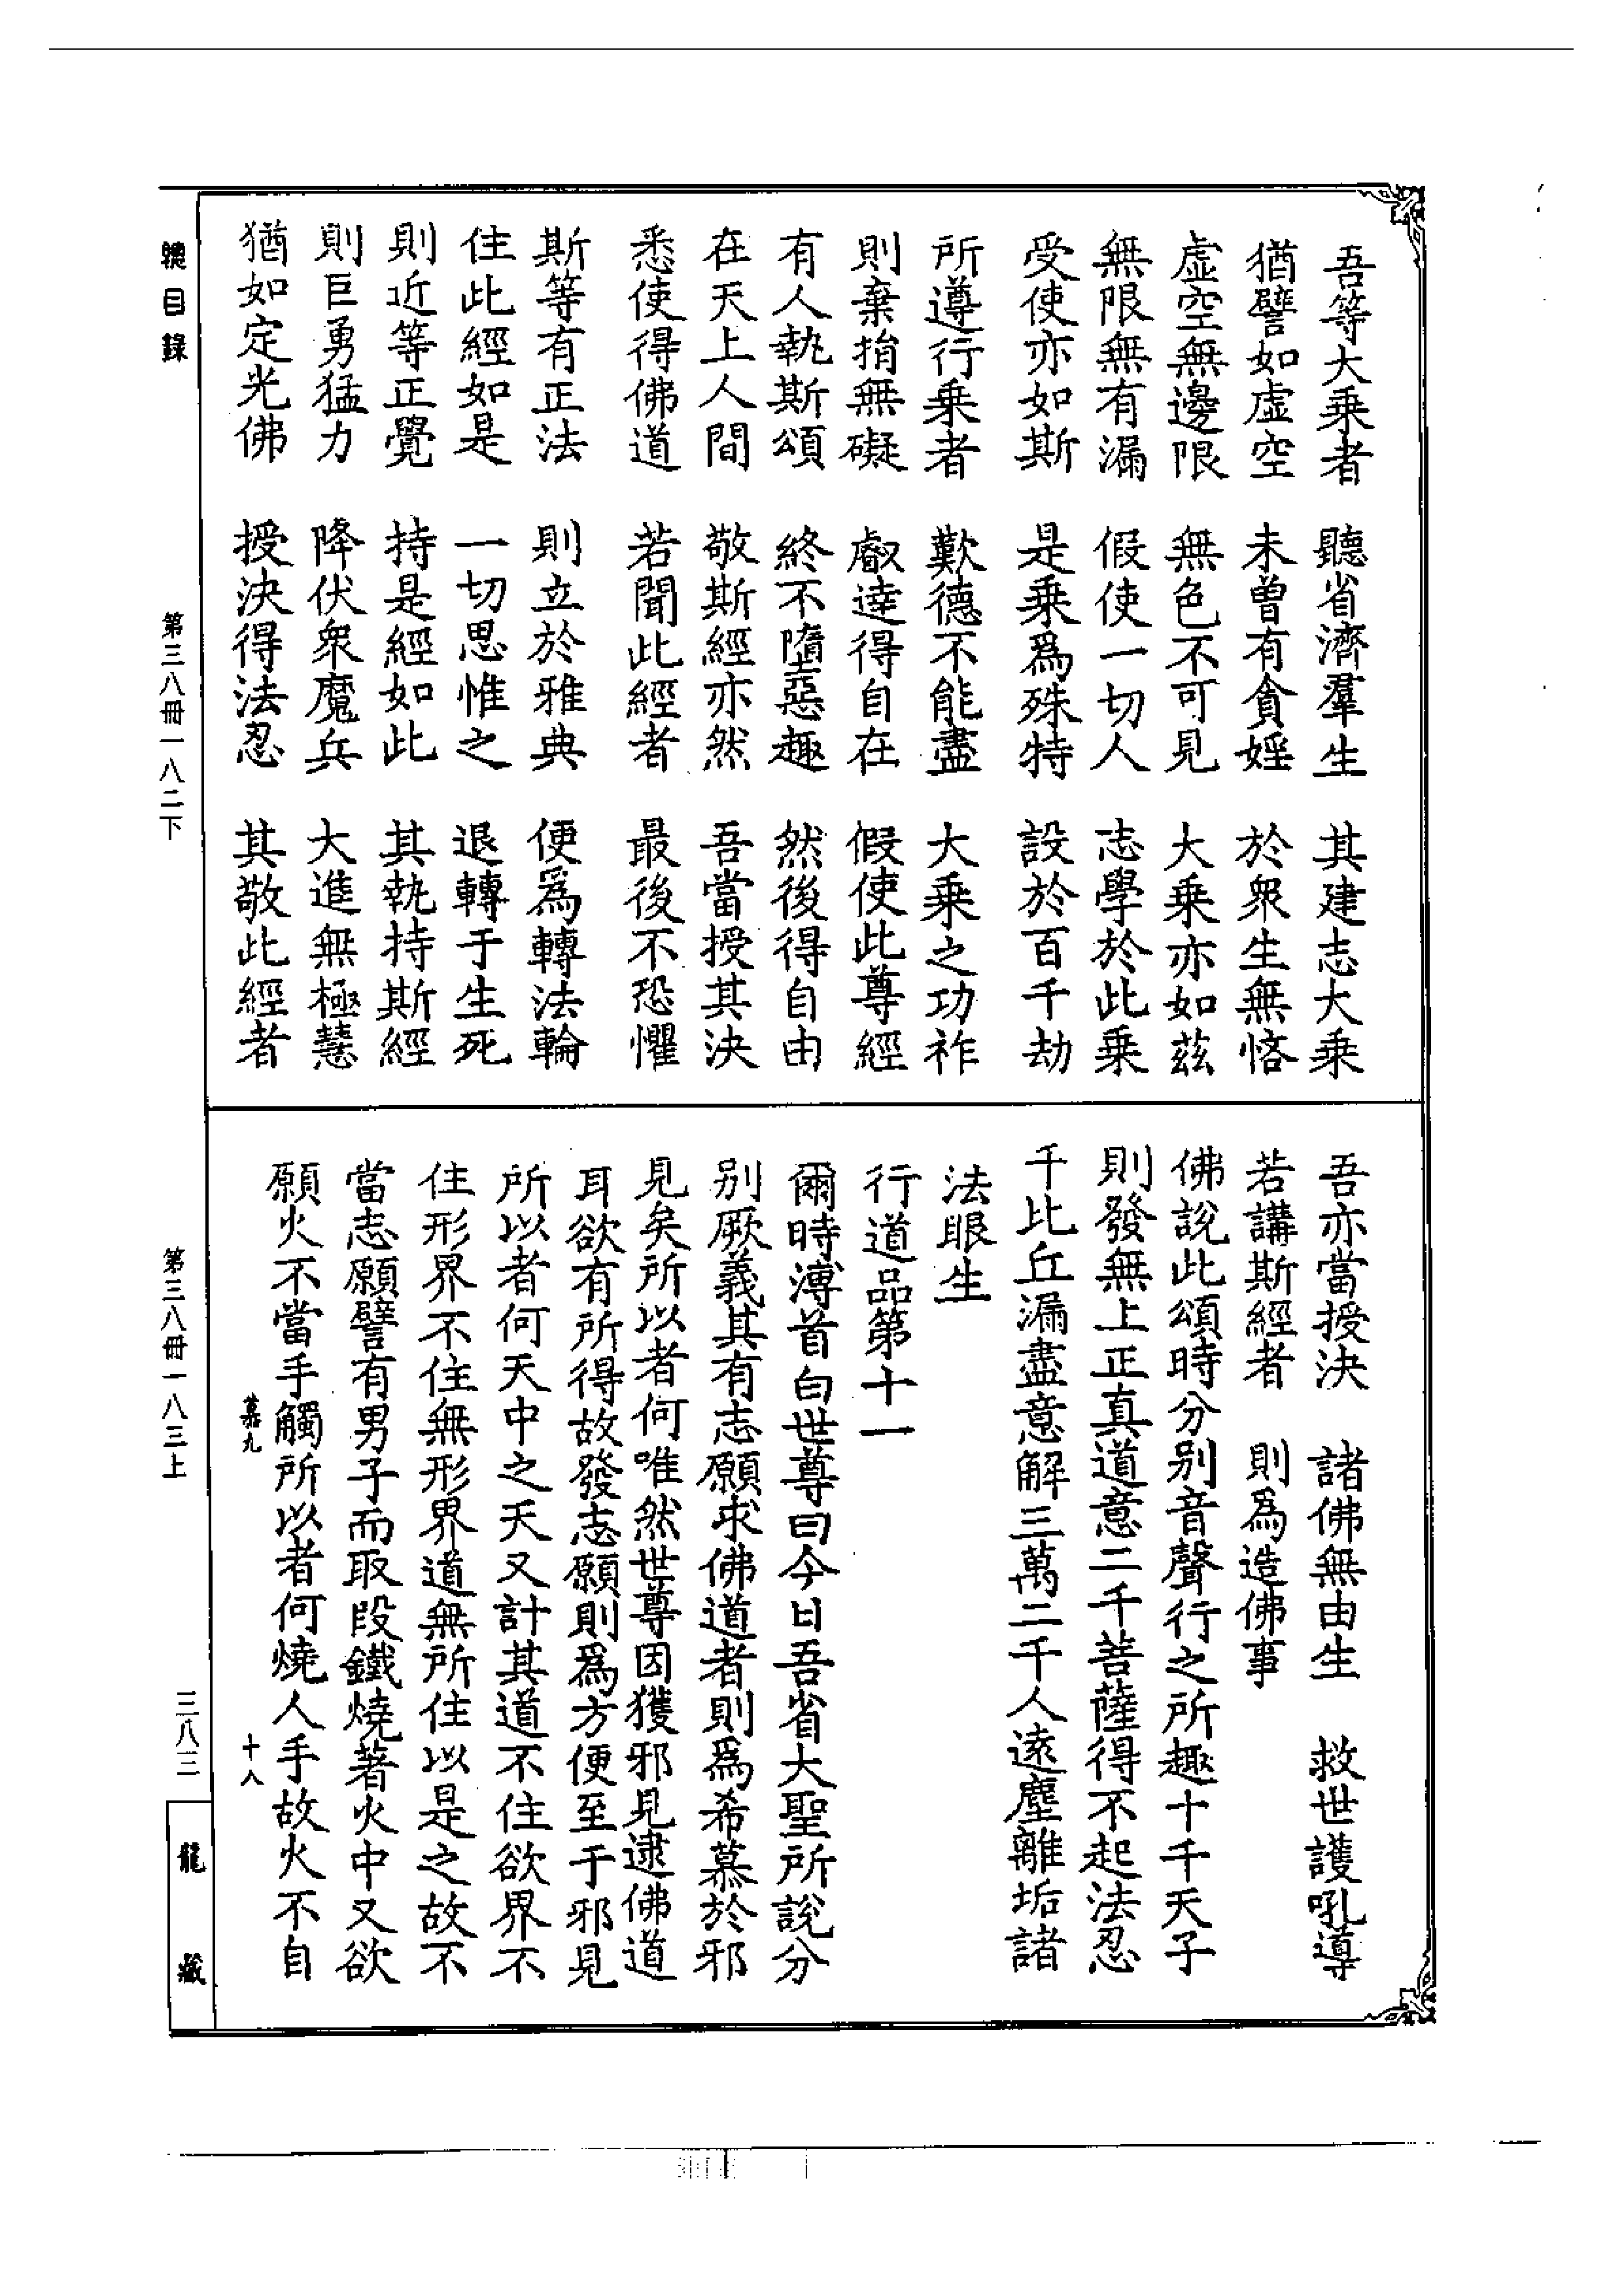 吾等大乗者　聽省濟羣生　其建志大乗
猶譬如虛空　未曽有貪婬　於衆生無悋
虛空無邊限　無色不可見　大乗亦如兹
無限無有漏　假使一切人　志學於此乗
受使亦如斯　是乗爲殊特　設於百千劫
所遵行乗者　歎德不能盡　大乗之功祚
則棄捐無礙　叡達得自在　假使此尊經
有人執斯頌　終不墮惡趣　然後得自由
在天上人間　敬斯經亦然　吾當授其決
悉使得佛道　若聞此經者　最後不恐懼
斯等有正法　則立於雅典　便爲轉法輪
住此經如是　一切思惟之　退轉于生死
則近等正覺　持是經如此　其執持斯經
則巨勇猛力　降伏衆魔兵　大進無極慧
猶如定光佛　授決得法忍　其敬此經者
吾亦當授決　諸佛無由生　救世護吼導
若講斯經者　則爲造佛事
佛說此頌時分别音聲行之所趣十千天子
則發無上正真道意二千菩薩得不起法忍
千比丘漏盡意解三萬二千人逺塵離垢諸
法眼生
行道品第十一
爾時溥首白世尊曰今日吾省大聖所說分
别厥義其有志願求佛道者則爲希慕於邪
見矣所以者何唯然世尊因獲邪見逮佛道
耳欲有所得故發志願則爲方便至于邪見
所以者何天中之天又計其道不住欲界不
住形界不住無形界道無所住以是之故不
當志願譬有男子而取段鐵燒著火中又欲
願火不當手觸所以者何燒人手故火不自
嘉九　十八
總目錄　第三八冊一八二下　第三八冊一八三上　三八三　龍藏